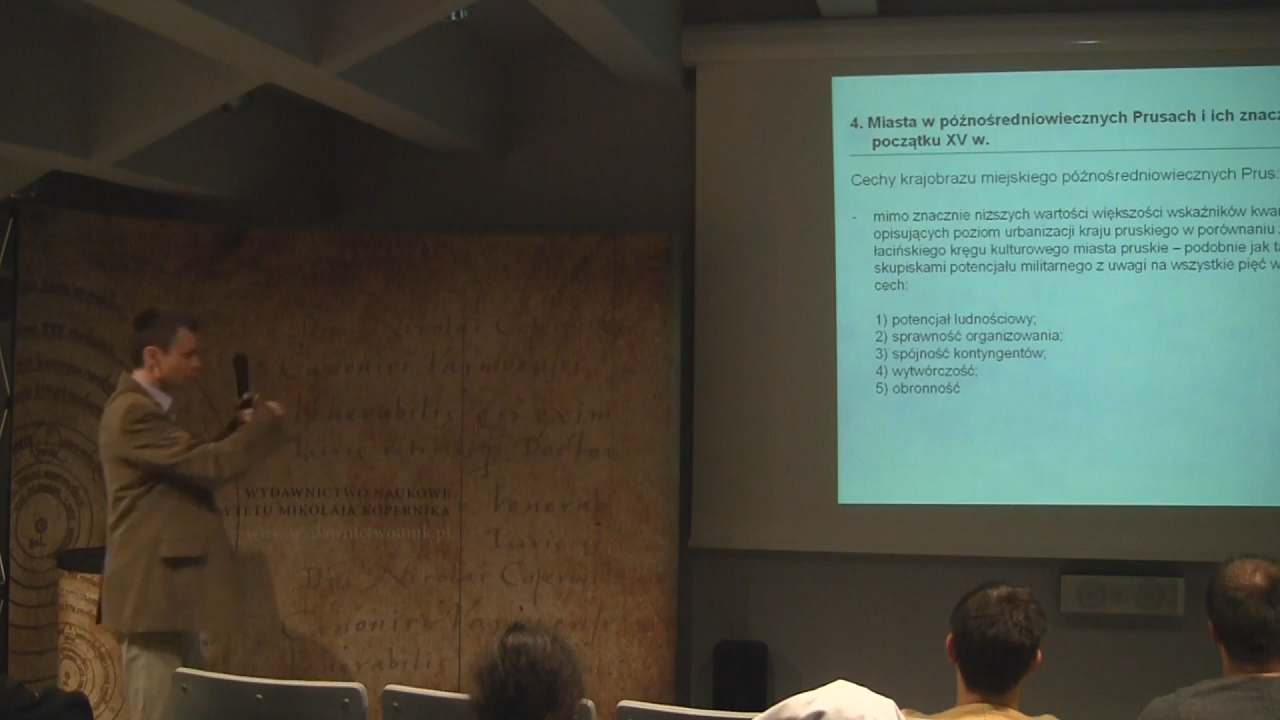 4. Miasta w późnośredniowiecznych Prusach i ich znacz
początku XV w.
Cechy krajobrazu miejskiego późnośredniowiecznych Prus:
- mimo znacznie niższych wartości większości wskaźników kwan
opisujących poziom urbanizacji kraju pruskiego w porównaniu z
łacińskiego kręgu kulturowego miasta pruskie – podobnie jak ta
skupiskami potencjału militarnego z uwagi na wszystkie pięć w
cech:
1) potencjał ludnościowy;
2) sprawność organizowania;
3) spójność kontyngentów;
4) wytwórczość;
5) obronność
WYDAWNICTWO NAUKOWE
YTETU MIKOŁAJA KOPERNIKA
www.wydawnictwoumk.pl